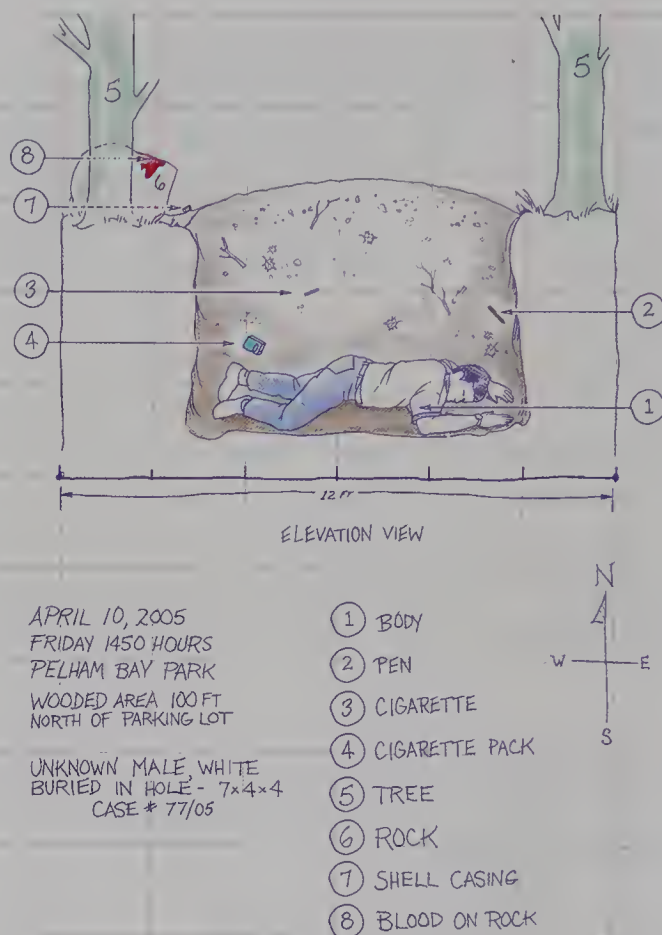 5
5
8
6
7
3
2
4
1
12 FT
ELEVATION VIEW
APRIL 10, 2005
FRIDAY 1450 HOURS
PELHAM BAY PARK
WOODED AREA 100 FT
NORTH OF PARKING LOT
UNKNOWN MALE, WHITE
BURIED IN HOLE - 7x4x4
CASE # 77/05
1 BODY
2 PEN
3 CIGARETTE
4 CIGARETTE PACK
5 TREE
6 ROCK
7 SHELL CASING
8 BLOOD ON ROCK
N
W E
S